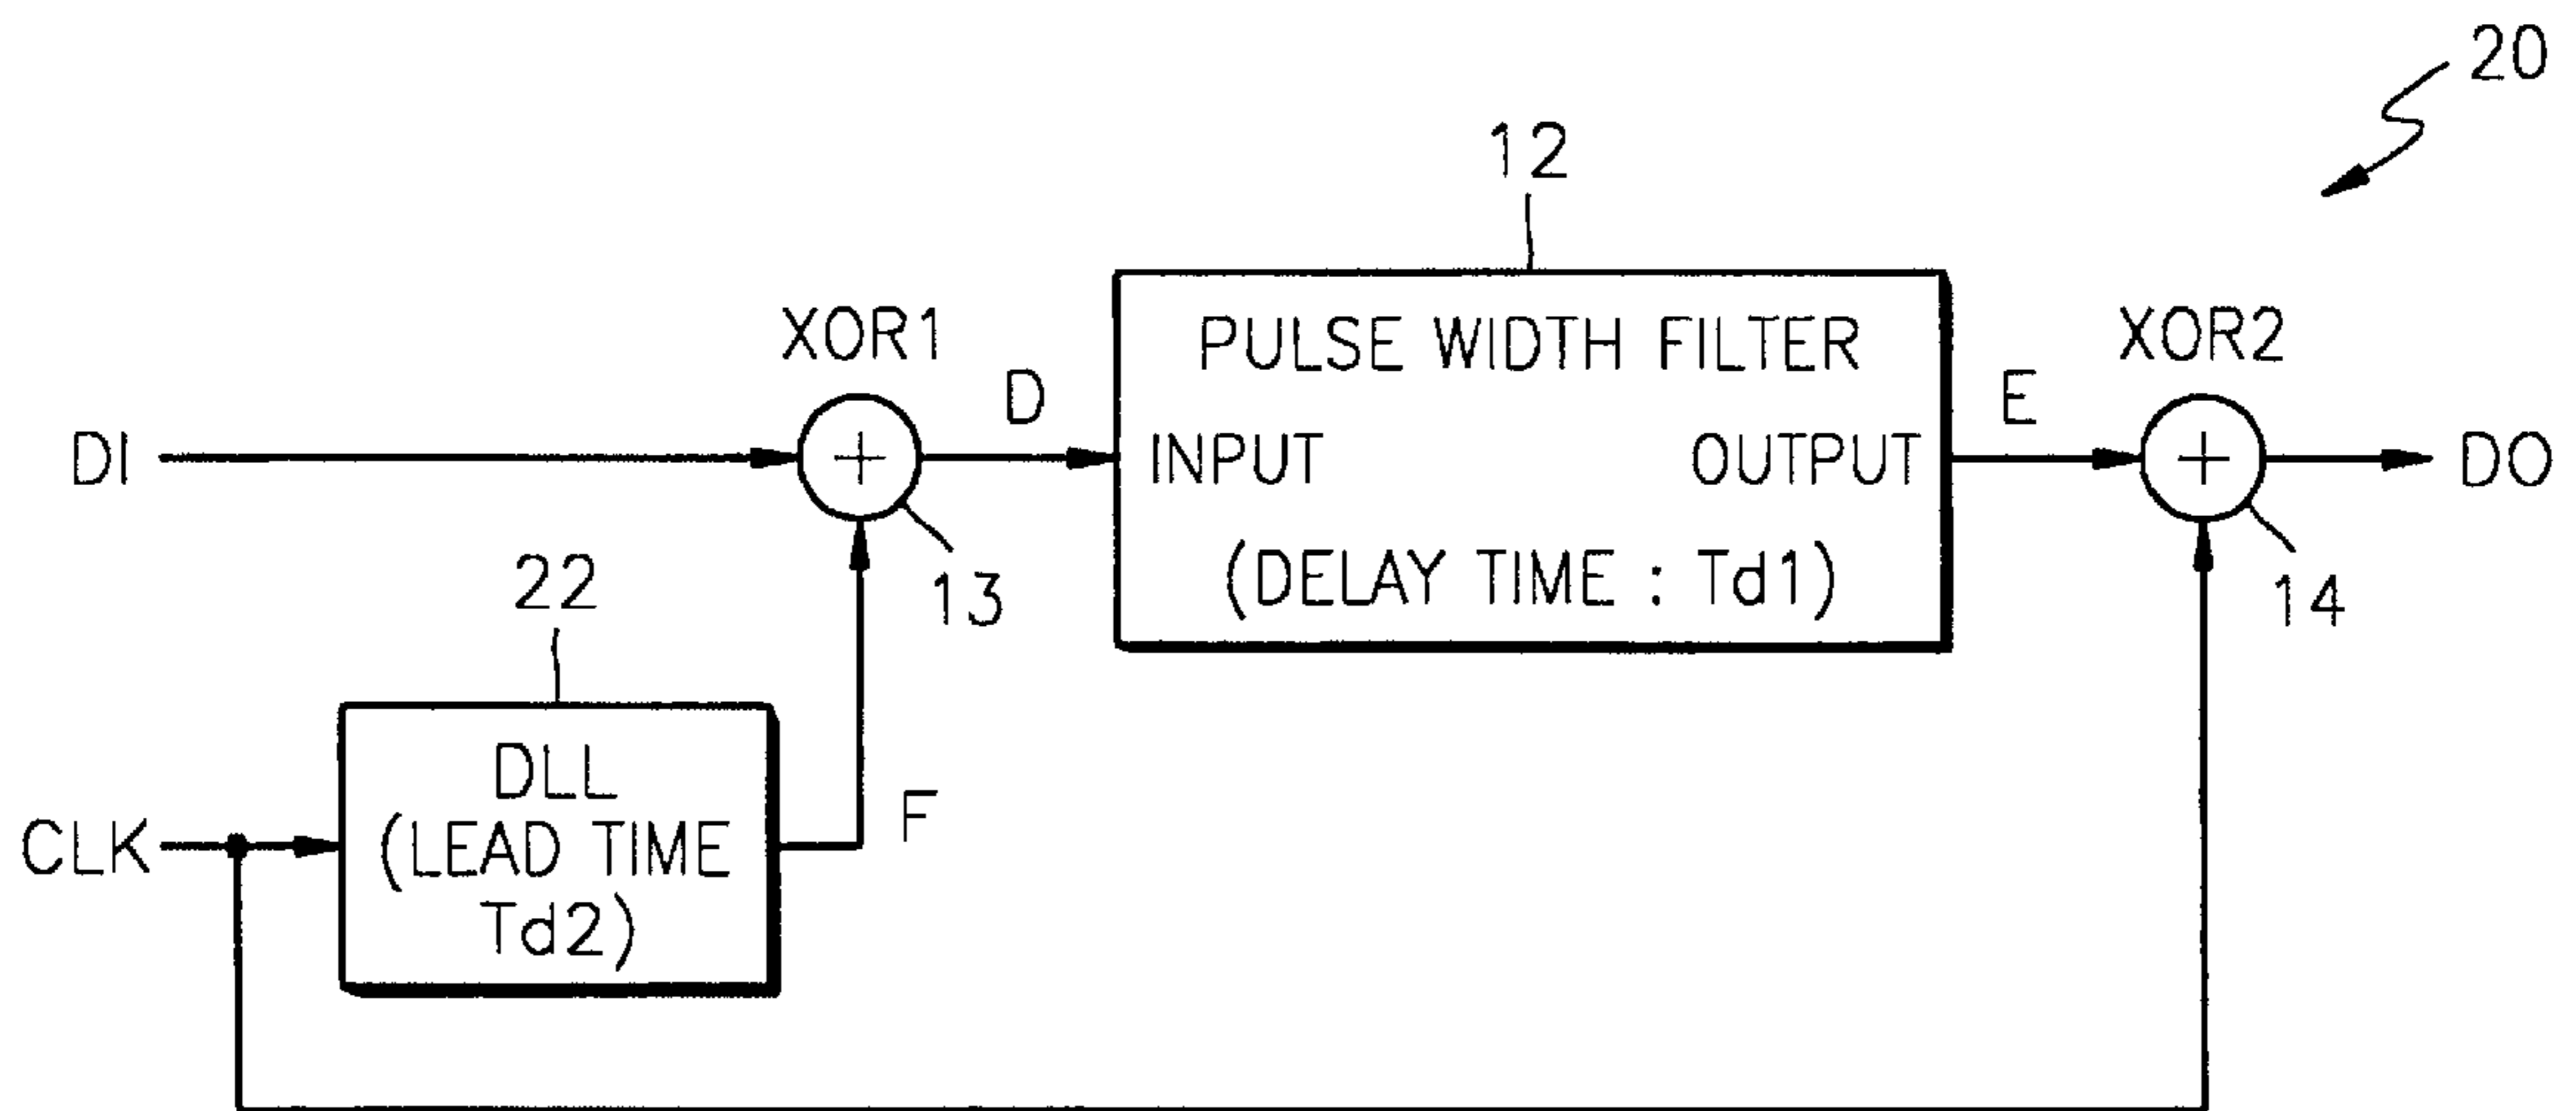 20
12
XOR1
PULSE WIDTH FILTER
XOR2
D
E
DI
INPUT
OUTPUT
DO
22
13
(DELAY TIME : Td1)
14
DLL
CLK
(LEAD TIME
F
Td2)